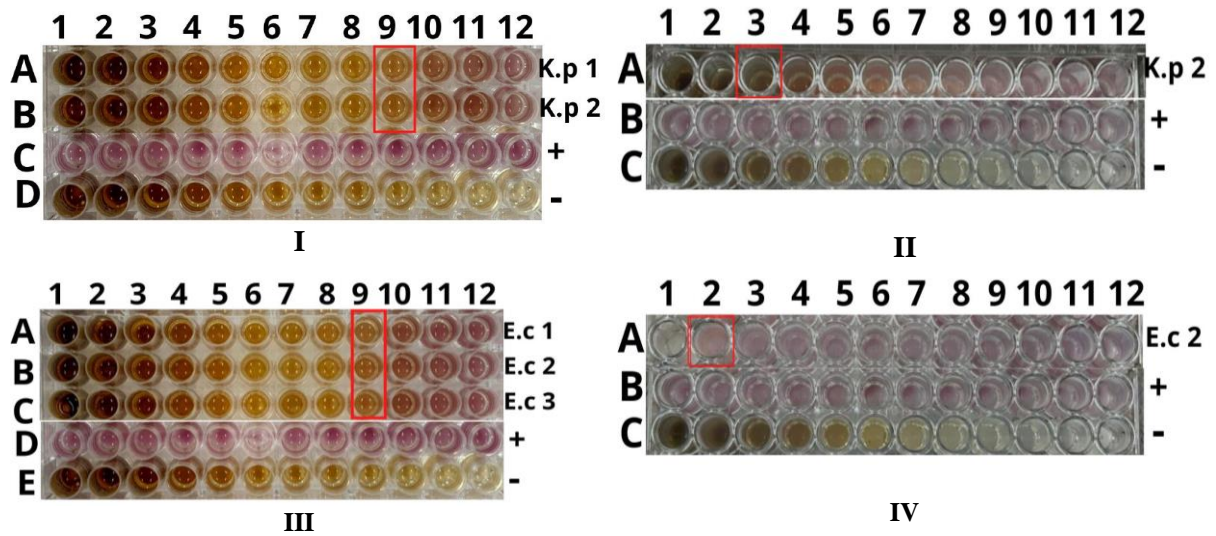 1 2 3 4 5 6 7 8 9 10 11 12
A K.p 1
B K.p 2
C +
D -
I
1 2 3 4 5 6 7 8 9 10 11 12
A K.p 2
B +
C -
II
1 2 3 4 5 6 7 8 9 10 11 12
A E.c 1
B E.c 2
C E.c 3
D +
E -
III
1 2 3 4 5 6 7 8 9 10 11 12
A E.c 2
B +
C -
IV